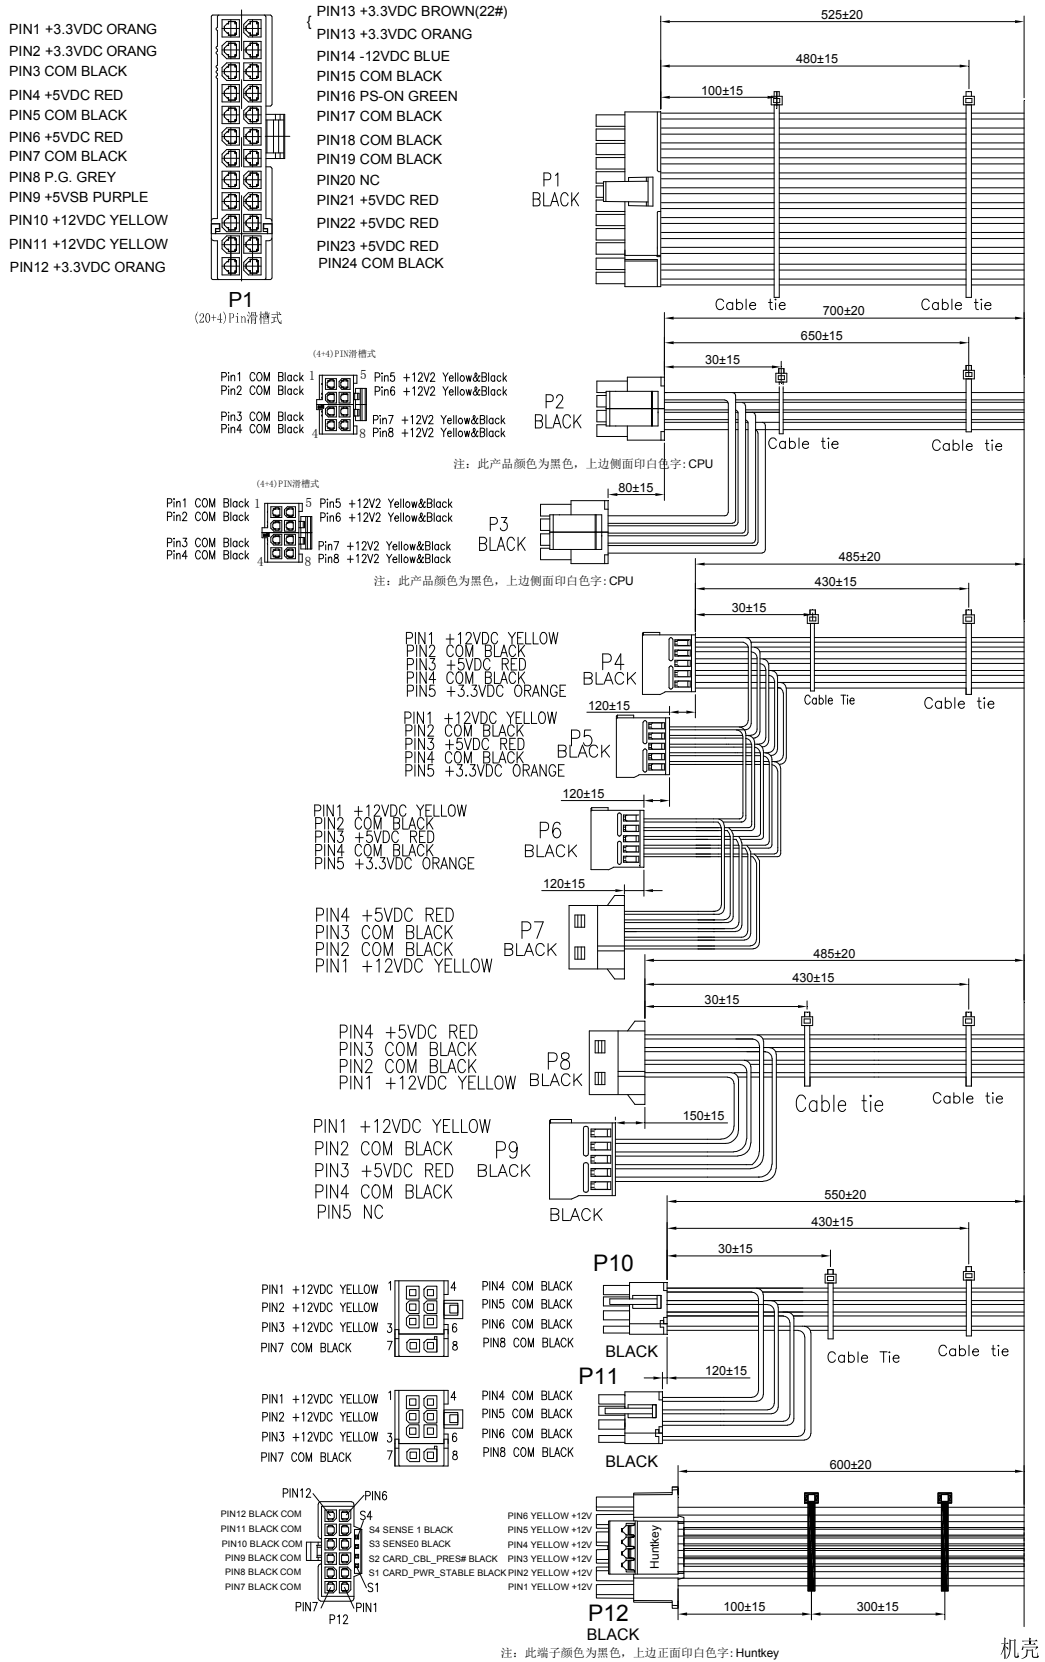 PIN1 +3.3VDC ORANG
PIN2 +3.3VDC ORANG
PIN3 COM BLACK
PIN4 +5VDC RED
PIN5 COM BLACK
PIN6 +5VDC RED
PIN7 COM BLACK
PIN8 P.G. GREY
PIN9 +5VSB PURPLE
PIN10 +12VDC YELLOW
PIN11 +12VDC YELLOW
PIN12 +3.3VDC ORANG
{ PIN13 +3.3VDC BROWN(22#)
PIN13 +3.3VDC ORANG
PIN14 -12VDC BLUE
PIN15 COM BLACK
PIN16 PS-ON GREEN
PIN17 COM BLACK
PIN18 COM BLACK
PIN19 COM BLACK
PIN20 NC
PIN21 +5VDC RED
PIN22 +5VDC RED
PIN23 +5VDC RED
PIN24 COM BLACK
P1
(20+4)Pin滑槽式
525±20
480±15
100±15
P1
BLACK
Cable tie
Cable tie
700±20
650±15
30±15
(4+4)PIN滑槽式
Pin1 COM Black 1
Pin2 COM Black
Pin3 COM Black
Pin4 COM Black 4
5 Pin5 +12V2 Yellow&Black
Pin6 +12V2 Yellow&Black
Pin7 +12V2 Yellow&Black
8 Pin8 +12V2 Yellow&Black
P2
BLACK
Cable tie
Cable tie
注: 此产品颜色为黑色, 上边侧面印白色字: CPU
80±15
(4+4)PIN滑槽式
Pin1 COM Black 1
Pin2 COM Black
Pin3 COM Black
Pin4 COM Black 4
5 Pin5 +12V2 Yellow&Black
Pin6 +12V2 Yellow&Black
Pin7 +12V2 Yellow&Black
8 Pin8 +12V2 Yellow&Black
P3
BLACK
注: 此产品颜色为黑色, 上边侧面印白色字: CPU
485±20
430±15
30±15
PIN1 +12VDC YELLOW
PIN2 COM BLACK
PIN3 +5VDC RED
PIN4 COM BLACK
PIN5 +3.3VDC ORANGE
P4
BLACK
Cable Tie
Cable tie
120±15
PIN1 +12VDC YELLOW
PIN2 COM BLACK
PIN3 +5VDC RED
PIN4 COM BLACK
PIN5 +3.3VDC ORANGE
P5
BLACK
120±15
PIN1 +12VDC YELLOW
PIN2 COM BLACK
PIN3 +5VDC RED
PIN4 COM BLACK
PIN5 +3.3VDC ORANGE
P6
BLACK
120±15
PIN4 +5VDC RED
PIN3 COM BLACK
PIN2 COM BLACK
PIN1 +12VDC YELLOW
P7
BLACK
485±20
430±15
30±15
PIN4 +5VDC RED
PIN3 COM BLACK
PIN2 COM BLACK
PIN1 +12VDC YELLOW
P8
BLACK
Cable tie
Cable tie
150±15
PIN1 +12VDC YELLOW
PIN2 COM BLACK
PIN3 +5VDC RED
PIN4 COM BLACK
PIN5 NC
P9
BLACK
BLACK
550±20
430±15
30±15
P10
PIN1 +12VDC YELLOW 1
PIN2 +12VDC YELLOW
PIN3 +12VDC YELLOW 3
PIN7 COM BLACK 7
4 PIN4 COM BLACK
PIN5 COM BLACK
6 PIN6 COM BLACK
8 PIN8 COM BLACK
BLACK
Cable Tie
Cable tie
P11
120±15
PIN1 +12VDC YELLOW 1
PIN2 +12VDC YELLOW
PIN3 +12VDC YELLOW 3
PIN7 COM BLACK 7
4 PIN4 COM BLACK
PIN5 COM BLACK
6 PIN6 COM BLACK
8 PIN8 COM BLACK
BLACK
600±20
PIN12
PIN6
PIN12 BLACK COM
PIN11 BLACK COM
PIN10 BLACK COM
PIN9 BLACK COM
PIN8 BLACK COM
PIN7 BLACK COM
S4
S4 SENSE 1 BLACK
S3 SENSE0 BLACK
S2 CARD_CBL_PRES# BLACK
S1 CARD_PWR_STABLE BLACK
S1
PIN7
PIN1
P12
PIN6 YELLOW +12V
PIN5 YELLOW +12V
PIN4 YELLOW +12V
PIN3 YELLOW +12V
PIN2 YELLOW +12V
PIN1 YELLOW +12V
Huntkey
P12
BLACK
100±15
300±15
注: 此端子颜色为黑色, 上边正面印白色字: Huntkey
机壳